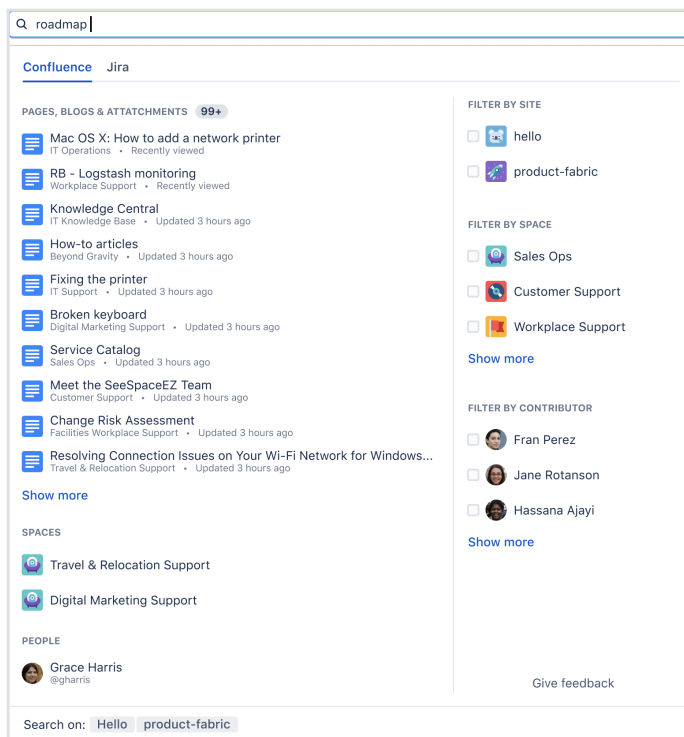 roadmap
Confluence Jira
PAGES, BLOGS & ATTATCHMENTS 99+
Mac OS X: How to add a network printer
IT Operations • Recently viewed
RB - Logstash monitoring
Workplace Support • Recently viewed
Knowledge Central
IT Knowledge Base • Updated 3 hours ago
How-to articles
Beyond Gravity • Updated 3 hours ago
Fixing the printer
IT Support • Updated 3 hours ago
Broken keyboard
Digital Marketing Support • Updated 3 hours ago
Service Catalog
Sales Ops • Updated 3 hours ago
Meet the SeeSpaceEZ Team
Customer Support • Updated 3 hours ago
Change Risk Assessment
Facilities Workplace Support • Updated 3 hours ago
Resolving Connection Issues on Your Wi-Fi Network for Windows...
Travel & Relocation Support • Updated 3 hours ago
Show more
SPACES
Travel & Relocation Support
Digital Marketing Support
PEOPLE
Grace Harris
@gharris
FILTER BY SITE
hello
product-fabric
FILTER BY SPACE
Sales Ops
Customer Support
Workplace Support
Show more
FILTER BY CONTRIBUTOR
Fran Perez
Jane Rotanson
Hassana Ajayi
Show more
Give feedback
Search on: Hello product-fabric